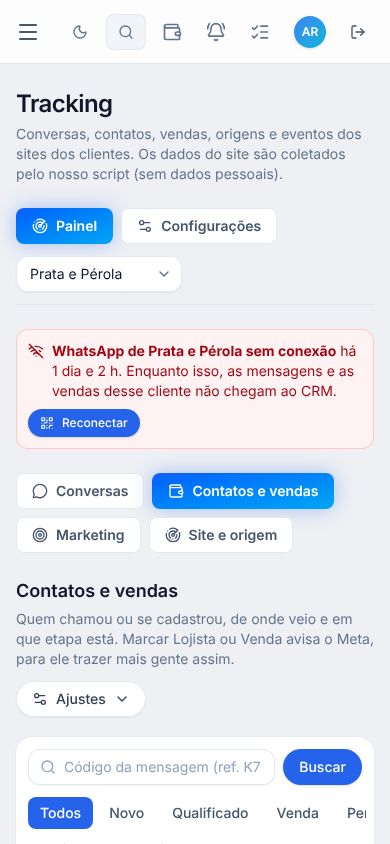 AR
Tracking
Conversas, contatos, vendas, origens e eventos dos
sites dos clientes. Os dados do site são coletados
pelo nosso script (sem dados pessoais).
Painel
Configurações
Prata e Pérola
WhatsApp de Prata e Pérola sem conexão há
1 dia e 2 h. Enquanto isso, as mensagens e as
vendas desse cliente não chegam ao CRM.
Reconectar
Conversas
Contatos e vendas
Marketing
Site e origem
Contatos e vendas
Quem chamou ou se cadastrou, de onde veio e em
que etapa está. Marcar Lojista ou Venda avisa o Meta,
para ele trazer mais gente assim.
Ajustes
Código da mensagem (ref. K7
Buscar
Todos
Novo
Qualificado
Venda